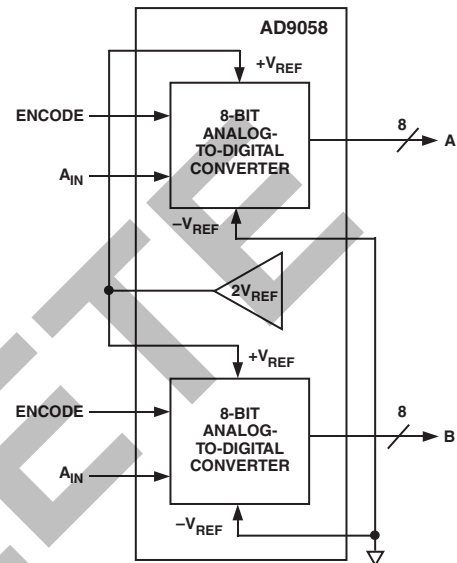 AD9058
+VREF
ENCODE
8-BIT
ANALOG-
TO-DIGITAL
CONVERTER
8
A
AIN
–VREF
2VREF
+VREF
ENCODE
8-BIT
ANALOG-
TO-DIGITAL
CONVERTER
8
B
AIN
–VREF
ETE